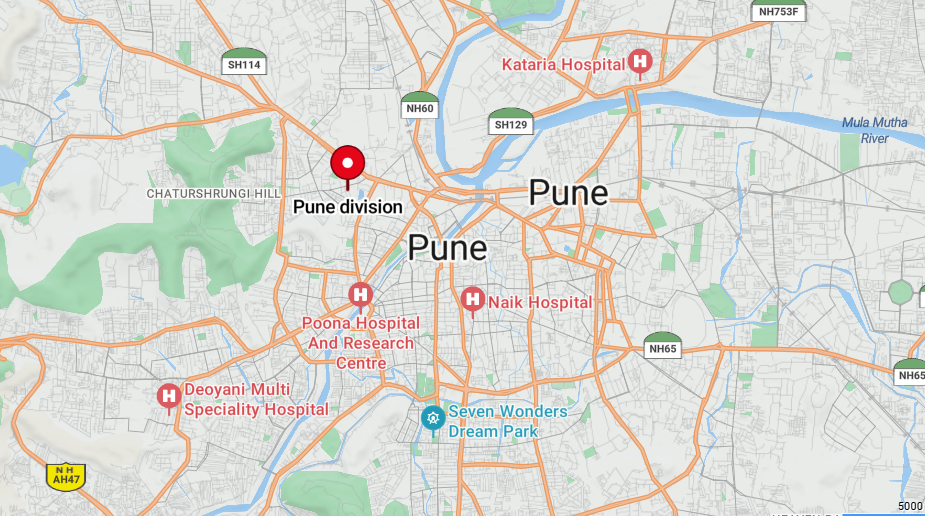 NH753F
Kataria Hospital
H
SH114
NH60
SH129
Mula Mutha
River
CHATURSHRUNGI HILL
Pune division
Pune
Pune
H
Poona Hospital
And Research
Centre
H
Naik Hospital
NH65
NH65
H
Deoyani Multi
Speciality Hospital
Seven Wonders
Dream Park
NH
AH47
5000